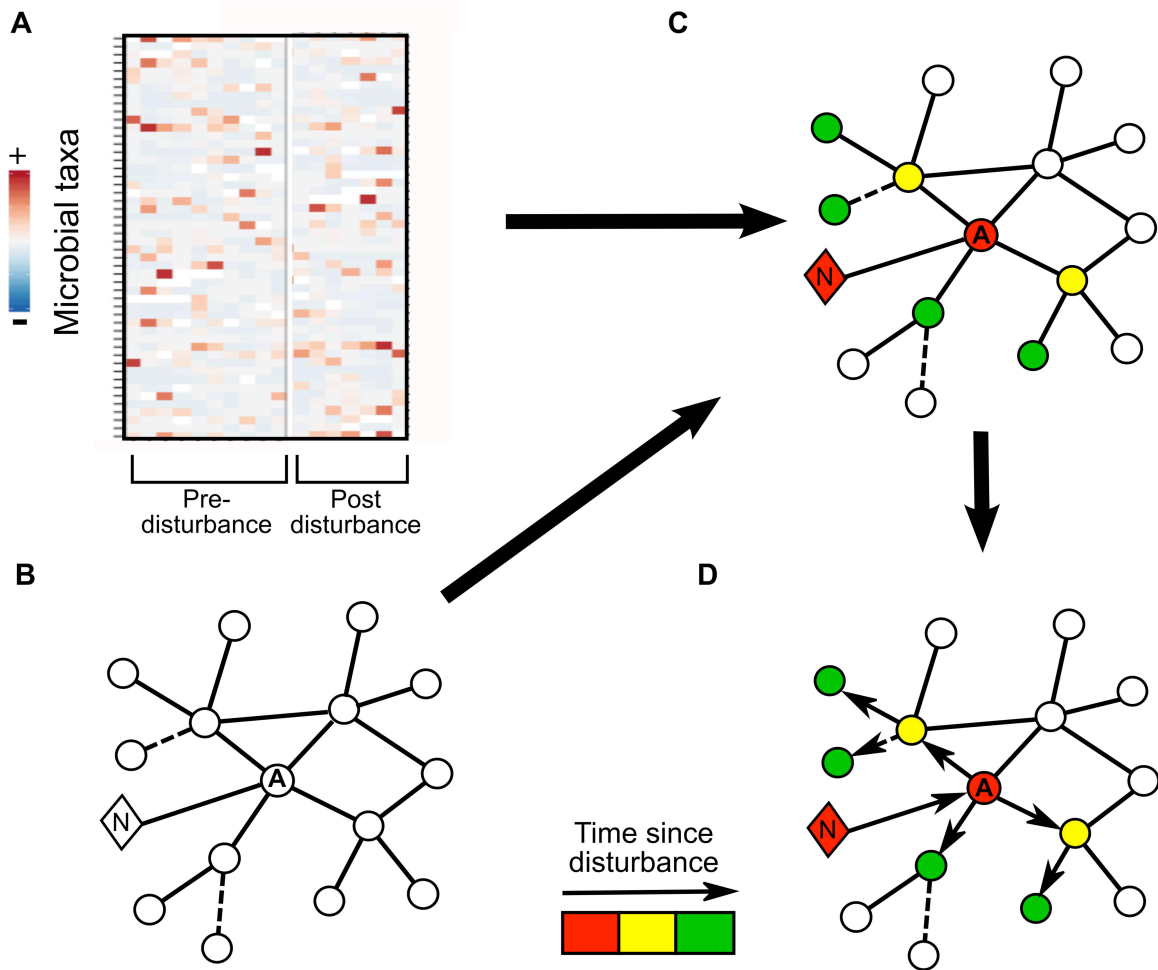 A
+
-
Microbial taxa
Pre-
disturbance
Post
disturbance
B
A
N
C
A
N
D
A
N
Time since
disturbance